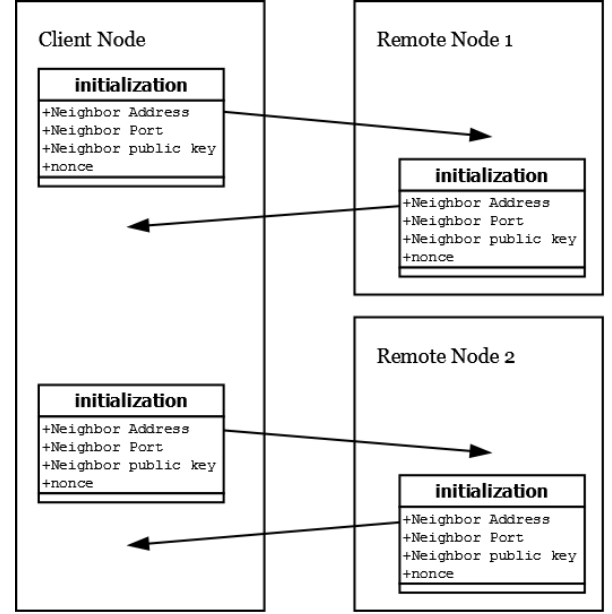 Client Node
initialization
+Neighbor Address
+Neighbor Port
+Neighbor public key
+nonce
Remote Node 1
initialization
+Neighbor Address
+Neighbor Port
+Neighbor public key
+nonce
initialization
+Neighbor Address
+Neighbor Port
+Neighbor public key
+nonce
Remote Node 2
initialization
+Neighbor Address
+Neighbor Port
+Neighbor public key
+nonce